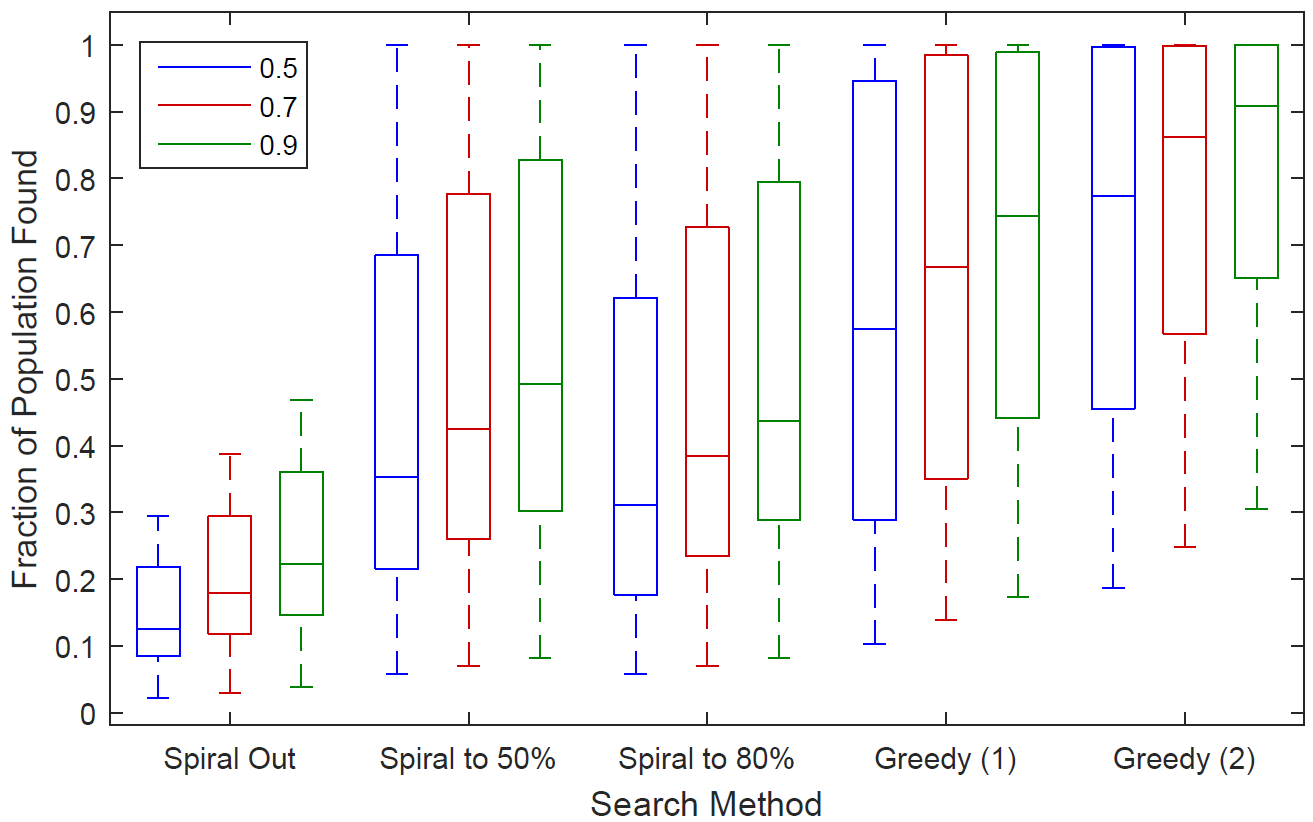 1
0.9
0.8
0.7
0.6
0.5
0.4
0.3
0.2
0.1
0
Fraction of Population Found
0.5
0.7
0.9
Spiral Out
Spiral to 50%
Spiral to 80%
Greedy (1)
Greedy (2)
Search Method